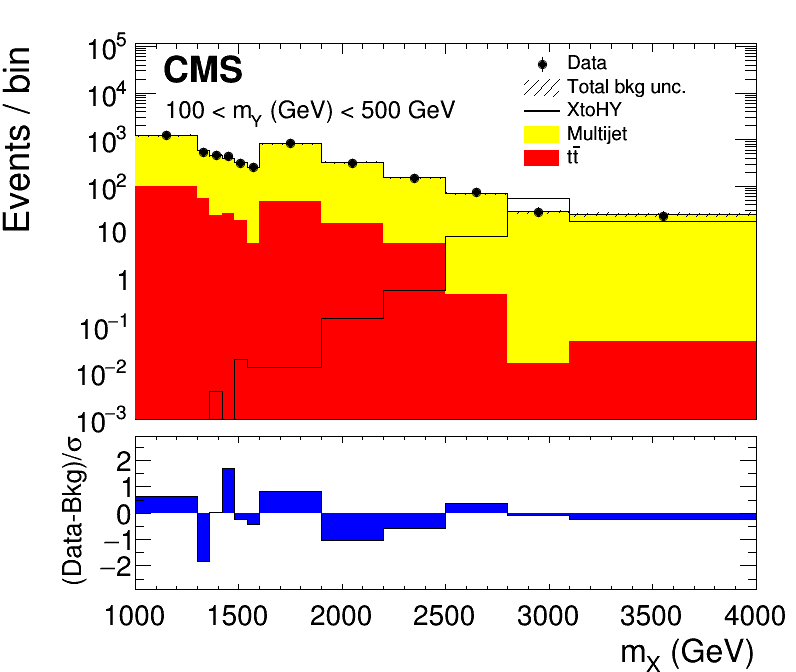 CMS
100 < m_Y (GeV) < 500 GeV
Data
Total bkg unc.
XtoHY
Multijet
tt̄
Events / bin
10^5
10^4
10^3
10^2
10
1
10^−1
10^−2
10^−3
(Data-Bkg)/σ
2
1
0
−1
−2
1000 1500 2000 2500 3000 3500 4000
m_X (GeV)